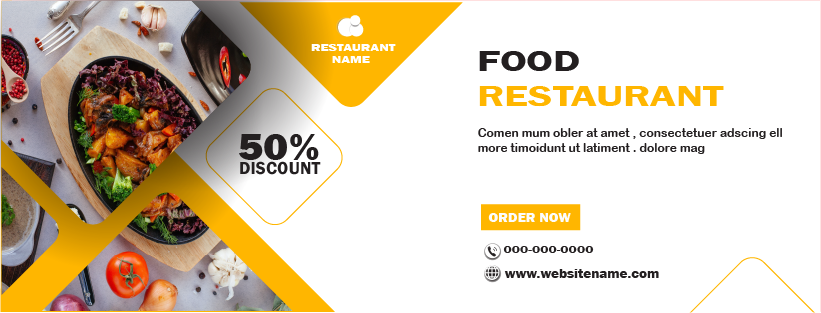 RESTAURANT
NAME
50%
DISCOUNT
FOOD
RESTAURANT
Comen mum obler at amet , consectetuer adscing ell
more timoidunt ut latiment . dolore mag
ORDER NOW
000-000-0000
www.websitename.com